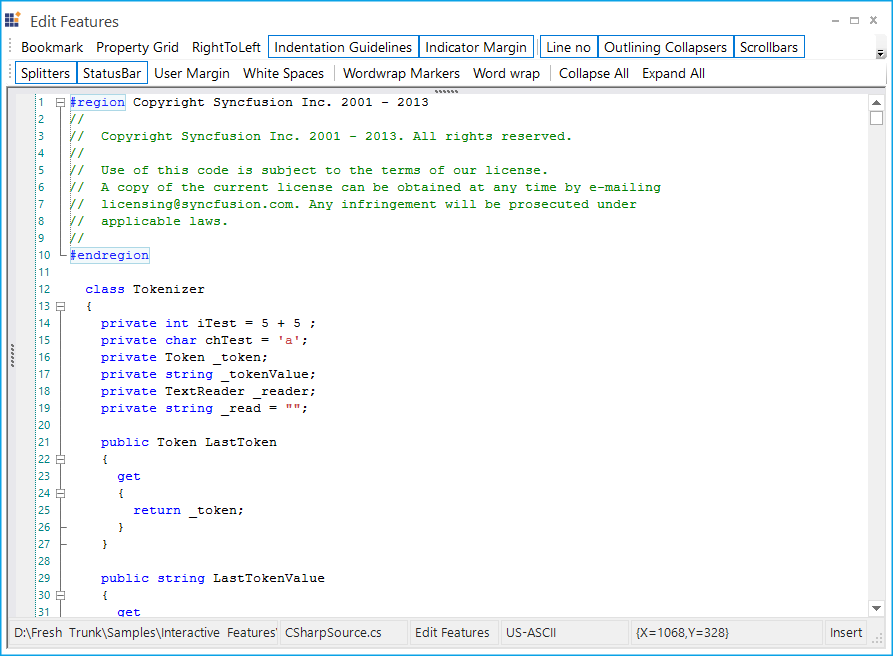 Edit Features
Bookmark Property Grid RightToLeft Indentation Guidelines Indicator Margin Line no Outlining Collapsers Scrollbars
Splitters StatusBar User Margin White Spaces Wordwrap Markers Word wrap Collapse All Expand All
1 #region Copyright Syncfusion Inc. 2001 - 2013
2 //
3 //  Copyright Syncfusion Inc. 2001 - 2013. All rights reserved.
4 //
5 //  Use of this code is subject to the terms of our license.
6 //  A copy of the current license can be obtained at any time by e-mailing
7 //  licensing@syncfusion.com. Any infringement will be prosecuted under
8 //  applicable laws.
9 //
10 #endregion
11
12   class Tokenizer
13   {
14     private int iTest = 5 + 5 ;
15     private char chTest = 'a';
16     private Token _token;
17     private string _tokenValue;
18     private TextReader _reader;
19     private string _read = "";
20
21     public Token LastToken
22     {
23       get
24       {
25         return _token;
26       }
27     }
28
29     public string LastTokenValue
30     {
31       get
D:\Fresh Trunk\Samples\Interactive Features\ CSharpSource.cs Edit Features US-ASCII {X=1068,Y=328} Insert